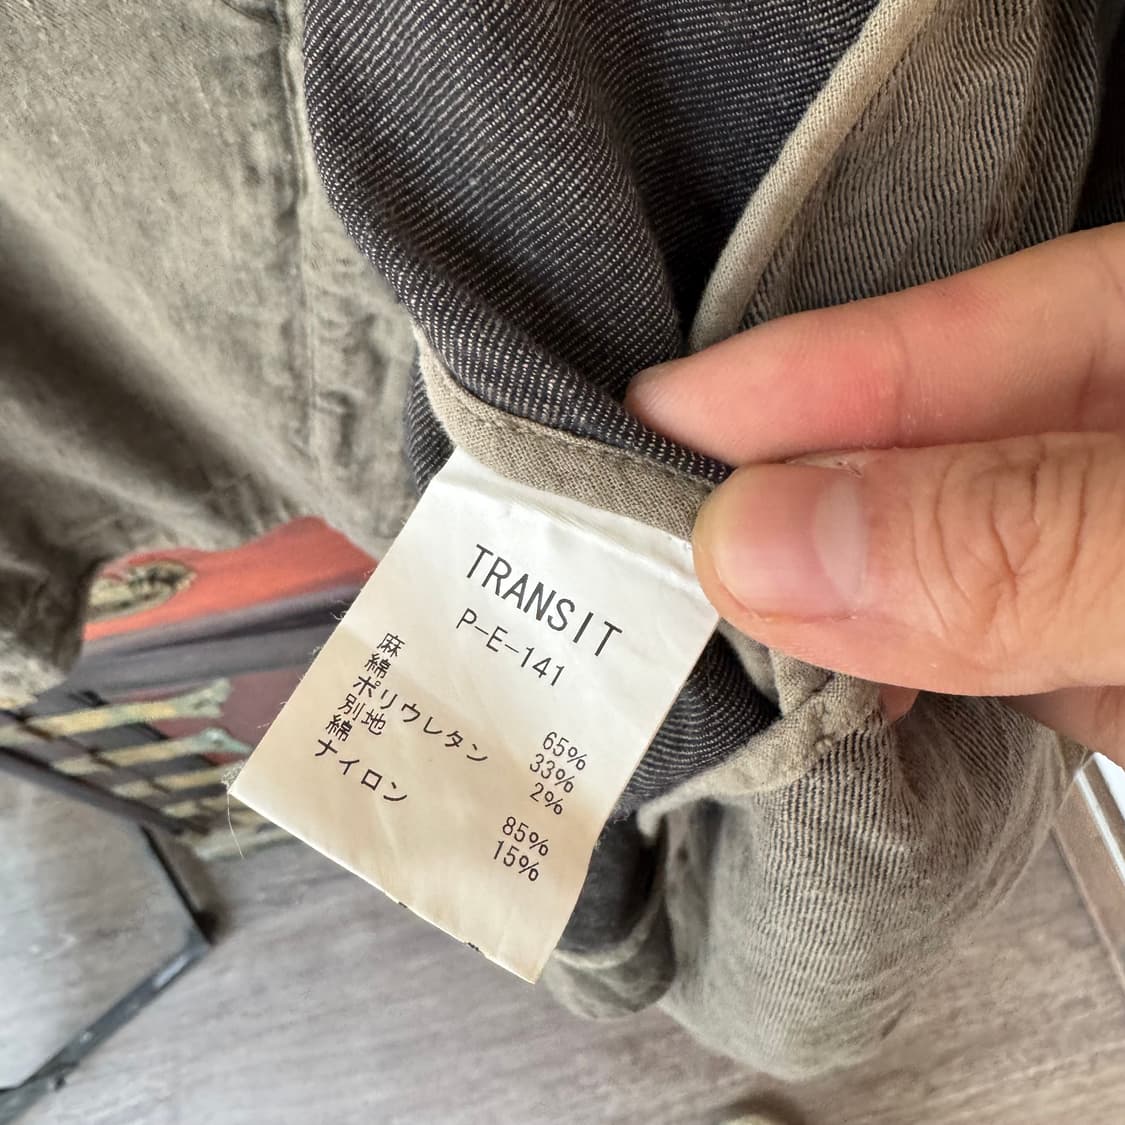 TRANSIT
P-E-141
麻 65%
綿 33%
ポリウレタン 2%
別地
綿 85%
ナイロン 15%